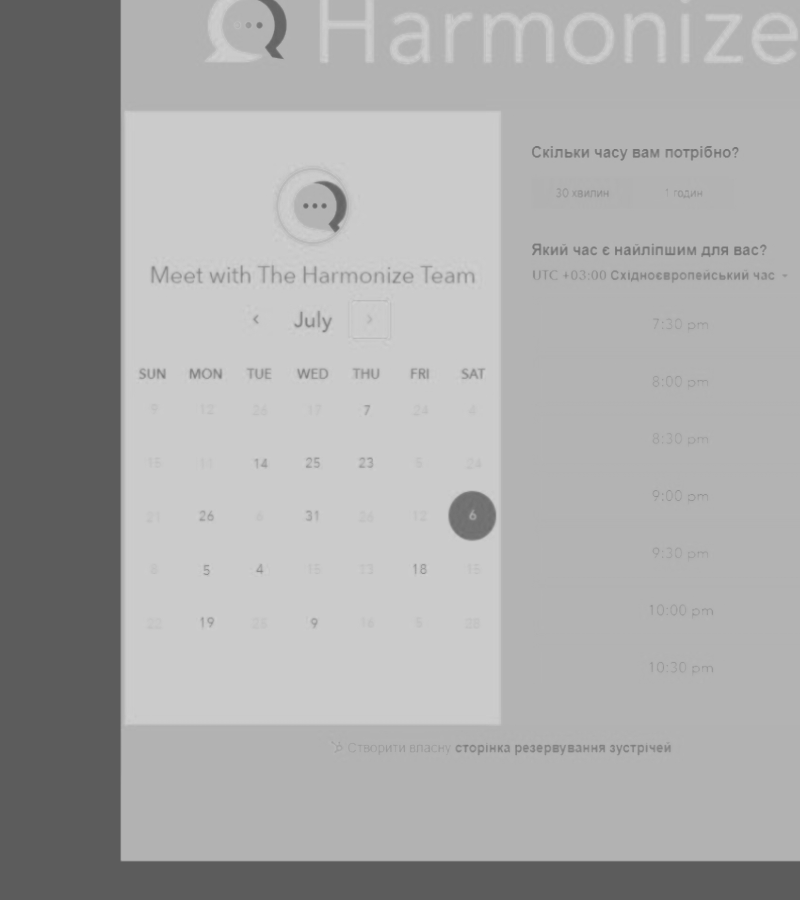 Harmonize
Meet with The Harmonize Team
‹ July ›
SUN MON TUE WED THU FRI SAT
9 12 26 17 7 24 4
15 11 14 25 23 5 24
21 26 6 31 26 12 6
8 5 4 15 13 18 15
22 19 25 9 16 5 28
Скільки часу вам потрібно?
30 хвилин 1 годин
Який час є найліпшим для вас?
UTC +03:00 Східноєвропейський час
7:30 pm
8:00 pm
8:30 pm
9:00 pm
9:30 pm
10:00 pm
10:30 pm
Створити власну сторінка резервування зустрічей